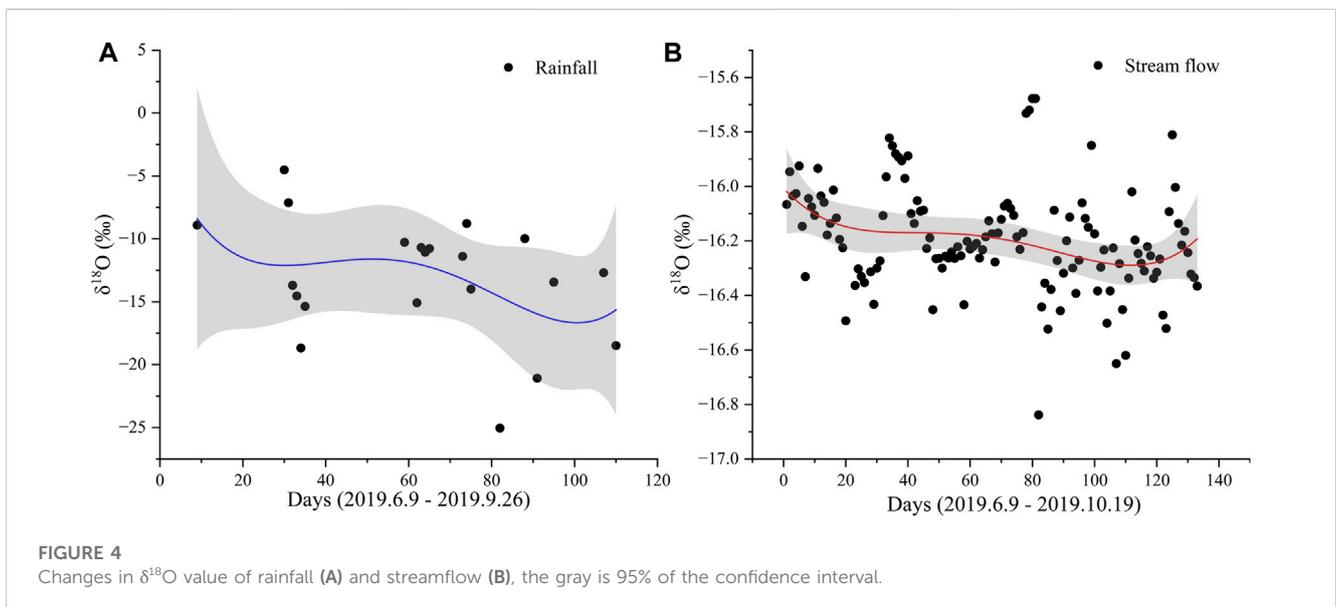 A
Rainfall
5
0
−5
−10
−15
−20
−25
δ18O (‰)
0 20 40 60 80 100 120
Days (2019.6.9 - 2019.9.26)
B
Stream flow
−15.6
−15.8
−16.0
−16.2
−16.4
−16.6
−16.8
−17.0
δ18O (‰)
0 20 40 60 80 100 120 140
Days (2019.6.9 - 2019.10.19)
FIGURE 4
Changes in δ18O value of rainfall (A) and streamflow (B), the gray is 95% of the confidence interval.